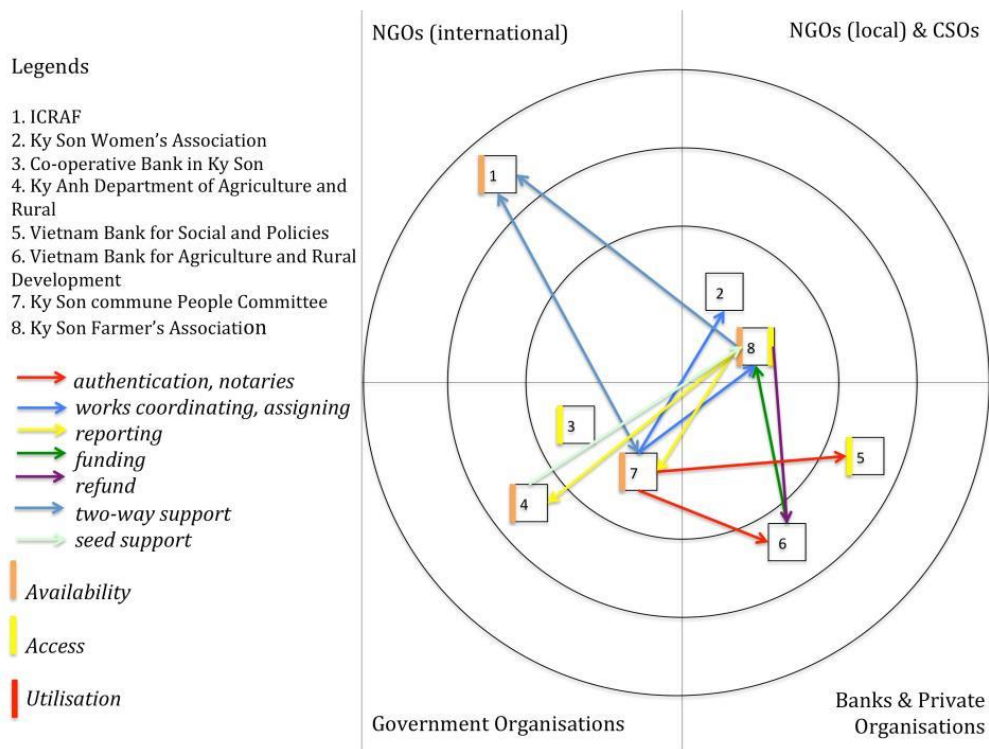 NGOs (international)
NGOs (local) & CSOs
Legends
1. ICRAF
2. Ky Son Women's Association
3. Co-operative Bank in Ky Son
4. Ky Anh Department of Agriculture and
Rural
5. Vietnam Bank for Social and Policies
6. Vietnam Bank for Agriculture and Rural
Development
7. Ky Son commune People Committee
8. Ky Son Farmer's Association
authentication, notaries
works coordinating, assigning
reporting
funding
refund
two-way support
seed support
Availability
Access
Utilisation
1
2
8
3
7
5
4
6
Government Organisations
Banks & Private
Organisations